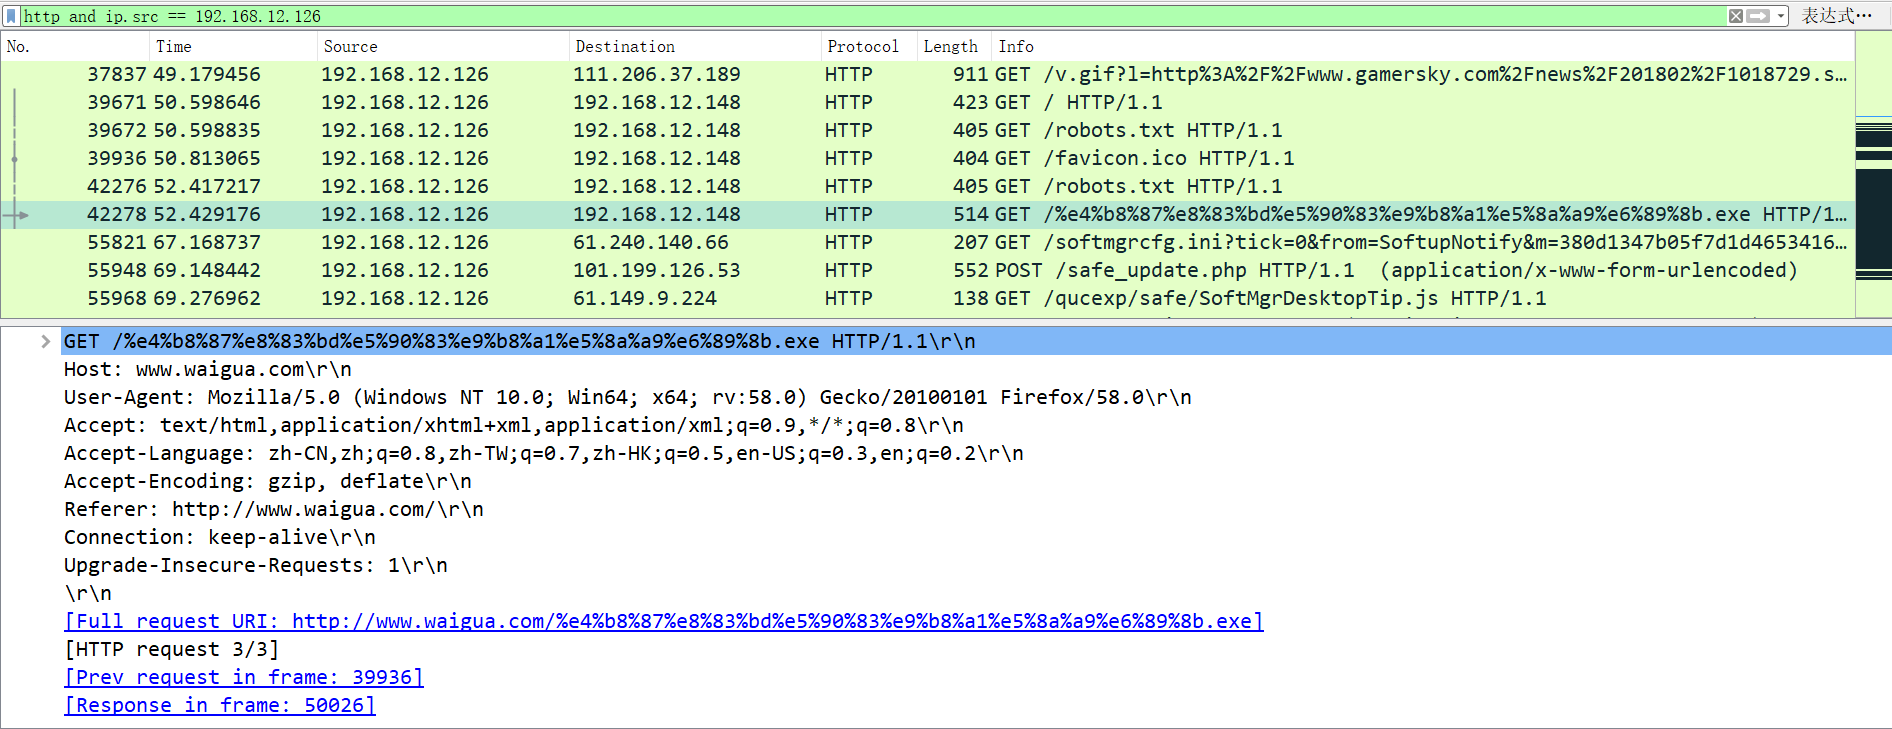 http and ip.src == 192.168.12.126 表达式…
No. Time Source Destination Protocol Length Info
37837 49.179456 192.168.12.126 111.206.37.189 HTTP 911 GET /v.gif?l=http%3A%2F%2Fwww.gamersky.com%2Fnews%2F201802%2F1018729.s…
39671 50.598646 192.168.12.126 192.168.12.148 HTTP 423 GET / HTTP/1.1
39672 50.598835 192.168.12.126 192.168.12.148 HTTP 405 GET /robots.txt HTTP/1.1
39936 50.813065 192.168.12.126 192.168.12.148 HTTP 404 GET /favicon.ico HTTP/1.1
42276 52.417217 192.168.12.126 192.168.12.148 HTTP 405 GET /robots.txt HTTP/1.1
42278 52.429176 192.168.12.126 192.168.12.148 HTTP 514 GET /%e4%b8%87%e8%83%bd%e5%90%83%e9%b8%a1%e5%8a%a9%e6%89%8b.exe HTTP/1…
55821 67.168737 192.168.12.126 61.240.140.66 HTTP 207 GET /softmgrcfg.ini?tick=0&from=SoftupNotify&m=380d1347b05f7d1d4653416…
55948 69.148442 192.168.12.126 101.199.126.53 HTTP 552 POST /safe_update.php HTTP/1.1 (application/x-www-form-urlencoded)
55968 69.276962 192.168.12.126 61.149.9.224 HTTP 138 GET /qucexp/safe/SoftMgrDesktopTip.js HTTP/1.1
GET /%e4%b8%87%e8%83%bd%e5%90%83%e9%b8%a1%e5%8a%a9%e6%89%8b.exe HTTP/1.1\r\n
Host: www.waigua.com\r\n
User-Agent: Mozilla/5.0 (Windows NT 10.0; Win64; x64; rv:58.0) Gecko/20100101 Firefox/58.0\r\n
Accept: text/html,application/xhtml+xml,application/xml;q=0.9,*/*;q=0.8\r\n
Accept-Language: zh-CN,zh;q=0.8,zh-TW;q=0.7,zh-HK;q=0.5,en-US;q=0.3,en;q=0.2\r\n
Accept-Encoding: gzip, deflate\r\n
Referer: http://www.waigua.com/\r\n
Connection: keep-alive\r\n
Upgrade-Insecure-Requests: 1\r\n
\r\n
[Full request URI: http://www.waigua.com/%e4%b8%87%e8%83%bd%e5%90%83%e9%b8%a1%e5%8a%a9%e6%89%8b.exe]
[HTTP request 3/3]
[Prev request in frame: 39936]
[Response in frame: 50026]